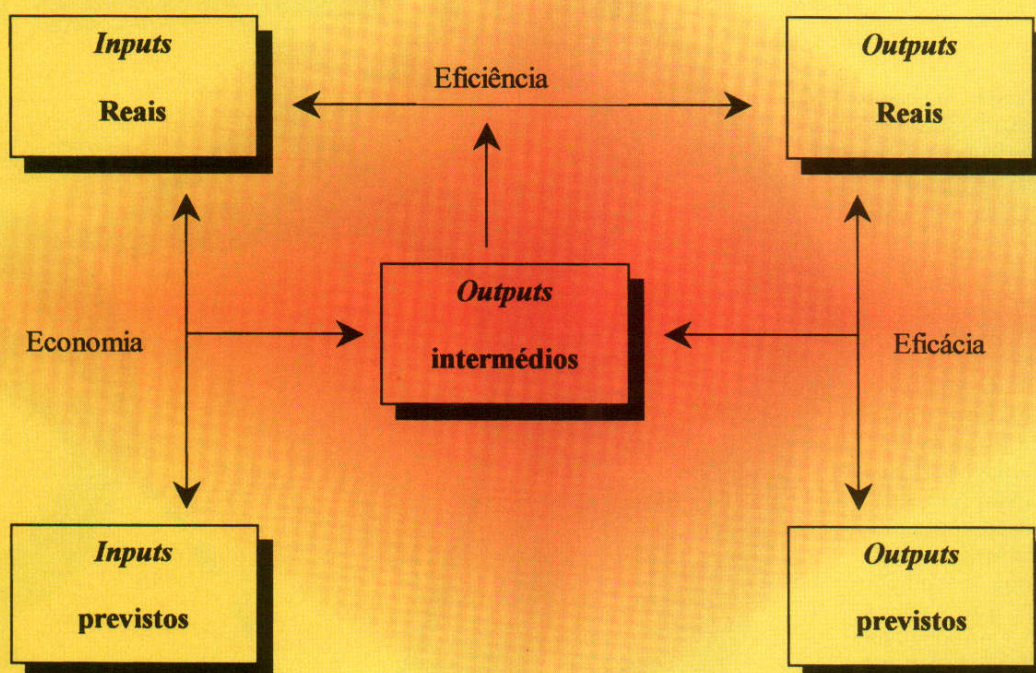 Inputs
Reais
Eficiência
Outputs
Reais
Outputs
intermédios
Economia
Eficácia
Inputs
previstos
Outputs
previstos